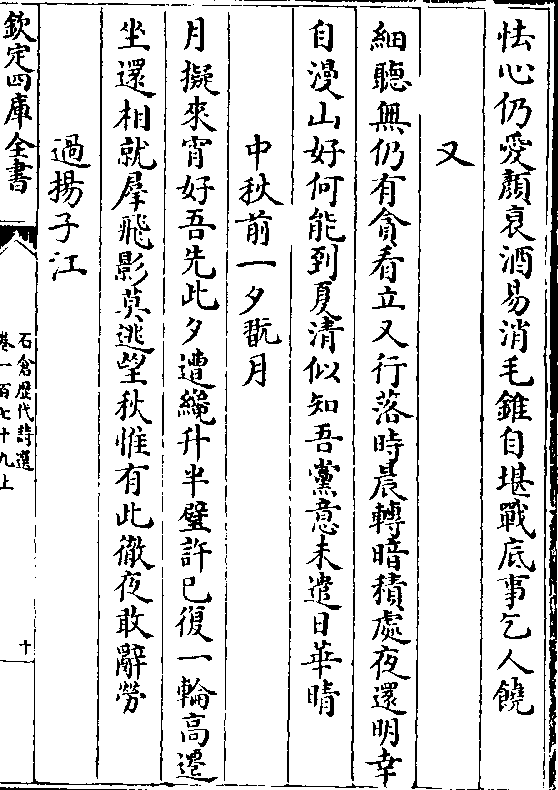 怯心仍愛顏衰酒易消毛錐自堪戰底事乞人饒
又
細聽無仍有貪看立又行落時晨轉暗積處夜還明幸
自漫山好何能到夏清似知吾黨意未遣日華晴
中秋前一夕翫月
月擬來宵好吾先此夕遭纔升半璧許已復一輪高遷
坐還相就羣飛影莫逃望秋惟有此徹夜敢辭勞
過揚子江
欽定四庫全書
石倉歴代詩選
卷一百七十九上
十